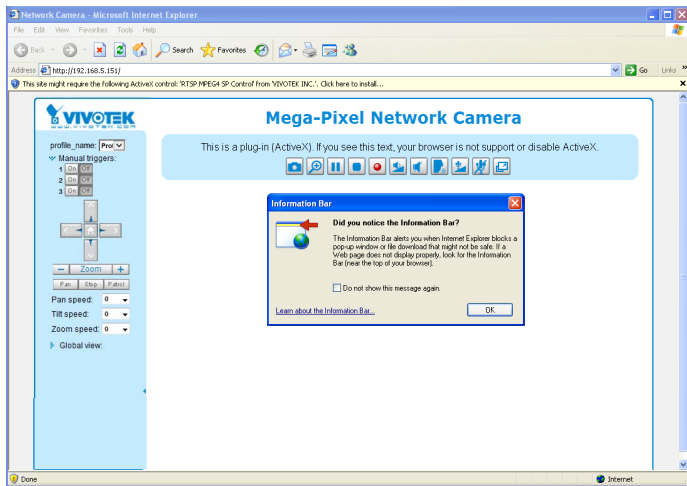 Network Camera - Microsoft Internet Explorer
File Edit View Favorites Tools Help
Back Search Favorites
Address http://192.168.5.151/ Go Links »
This site might require the following ActiveX control: 'RTSP MPEG4 SP Control' from 'VIVOTEK INC.'. Click here to install...
VIVOTEK
www.vivotek.com
Mega-Pixel Network Camera
profile_name: Pro
This is a plug-in (ActiveX). If you see this text, your browser is not support or disable ActiveX.
Manual triggers:
1 On Off
2 On Off
3 On Off
Information Bar
Did you notice the Information Bar?
The Information Bar alerts you when Internet Explorer blocks a
pop-up window or file download that might not be safe. If a
Web page does not display properly, look for the Information
Bar (near the top of your browser).
Zoom
Pan Stop Patrol
Do not show this message again.
Pan speed: 0
Learn about the Information Bar... OK
Tilt speed: 0
Zoom speed: 0
Global view:
Done Internet